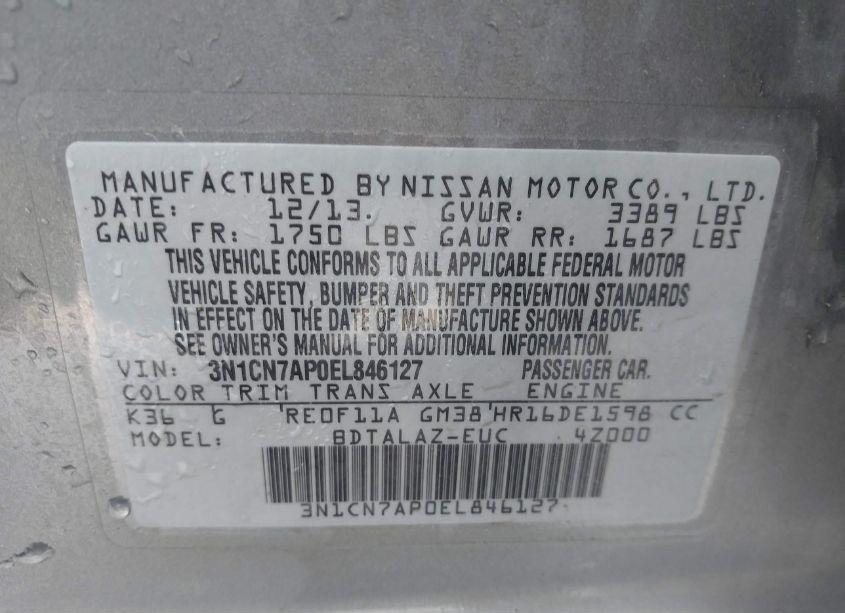 MANUFACTURED BY NISSAN MOTOR CO., LTD.
DATE: 12/13. GVWR: 3389 LBS
GAWR FR: 1750 LBS GAWR RR: 1687 LBS
THIS VEHICLE CONFORMS TO ALL APPLICABLE FEDERAL MOTOR
VEHICLE SAFETY, BUMPER AND THEFT PREVENTION STANDARDS
IN EFFECT ON THE DATE OF MANUFACTURE SHOWN ABOVE.
SEE OWNER'S MANUAL FOR ADDITIONAL INFORMATION.
VIN: 3N1CN7AP0EL846127 PASSENGER CAR.
COLOR TRIM TRANS AXLE ENGINE
K36 G 'RE0F11A GM38'HR16DE1598 CC
MODEL: BDTALAZ-EUC 4Z000
3N1CN7AP0EL846127